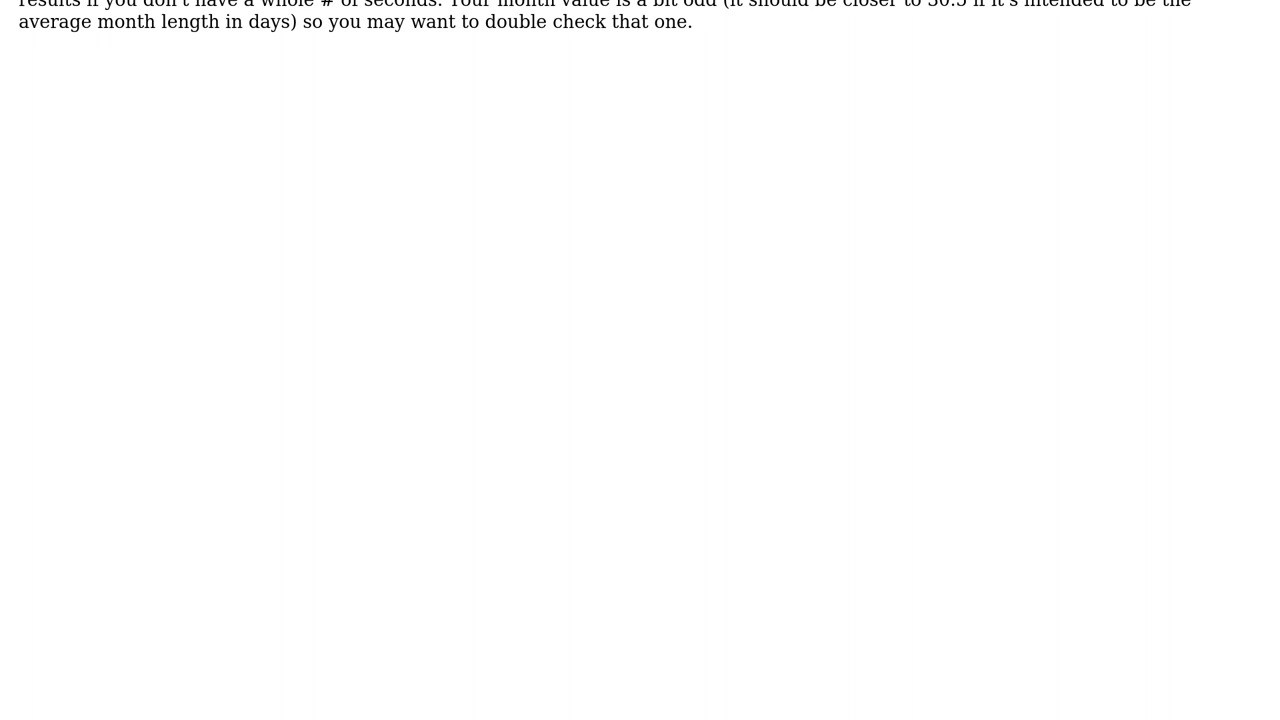 results if you don't have a whole # of seconds. Your month value is a bit odd (it should be closer to 30.5 if it's intended to be the
average month length in days) so you may want to double check that one.